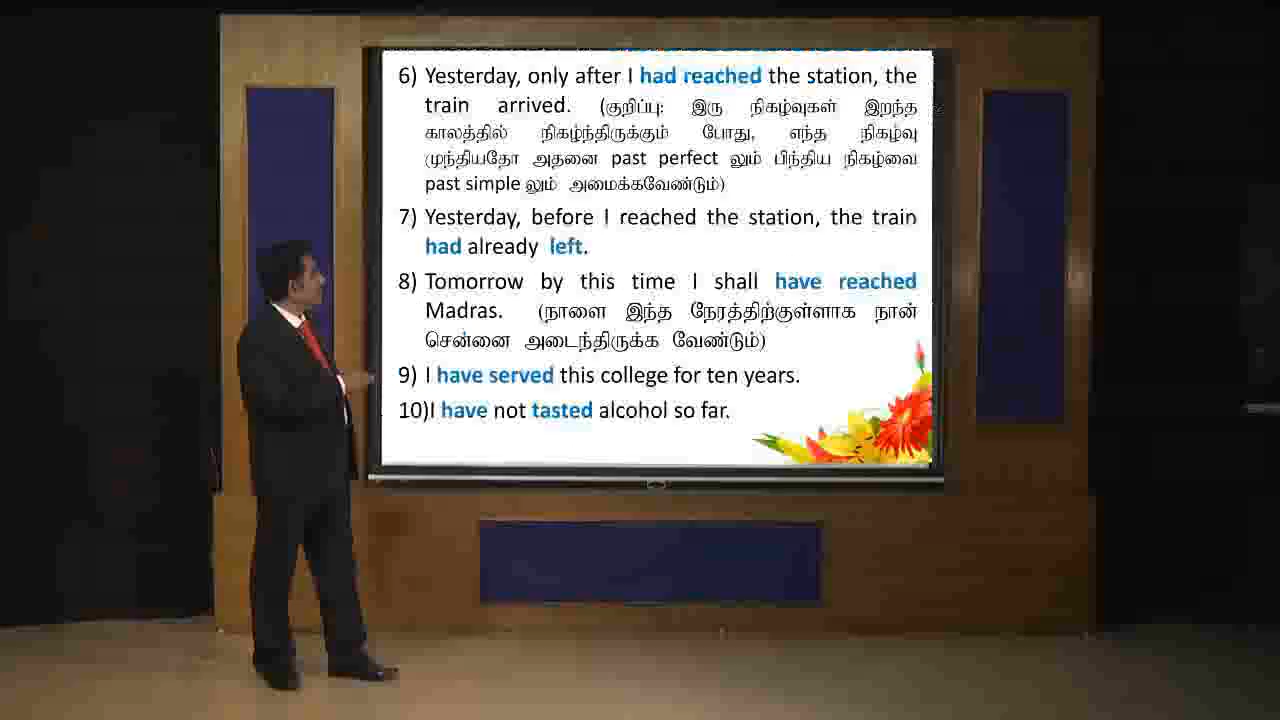 6) Yesterday, only after I had reached the station, the
train arrived. (குறிப்பு: இரு நிகழ்வுகள் இறந்த
காலத்தில் நிகழ்ந்திருக்கும் போது, எந்த நிகழ்வு
முந்தியதோ அதனை past perfect லும் பிந்திய நிகழ்வை
past simple லும் அமைக்கவேண்டும்)
7) Yesterday, before I reached the station, the train
had already left.
8) Tomorrow by this time I shall have reached
Madras. (நாளை இந்த நேரத்திற்குள்ளாக நான்
சென்னை அடைந்திருக்க வேண்டும்)
9) I have served this college for ten years.
10)I have not tasted alcohol so far.